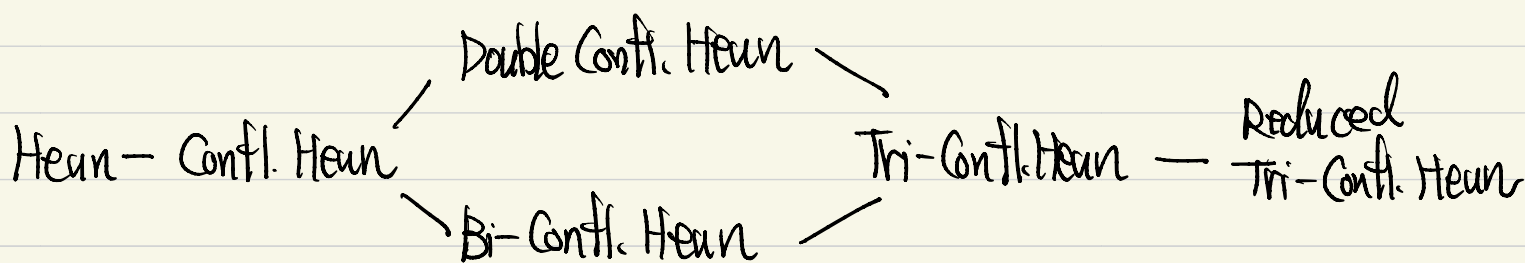 Double Confl. Heun
Heun - Confl. Heun
Tri-Confl. Heun
Reduced
Tri-Confl. Heun
Bi-Confl. Heun